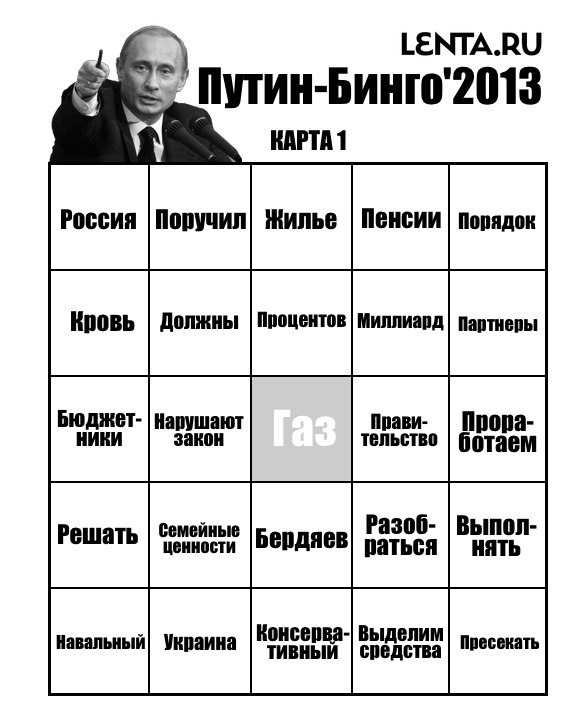 LENTA.RU
Путин-Бинго'2013
КАРТА 1
Россия Поручил Жилье Пенсии Порядок
Кровь Должны Процентов Миллиард Партнеры
Бюджет-
ники
Нарушают
закон
Газ
Прави-
тельство
Прора-
ботаем
Решать
Семейные
ценности
Бердяев
Разоб-
раться
Выпол-
нять
Навальный
Украина
Консерва-
тивный
Выделим
средства
Пресекать